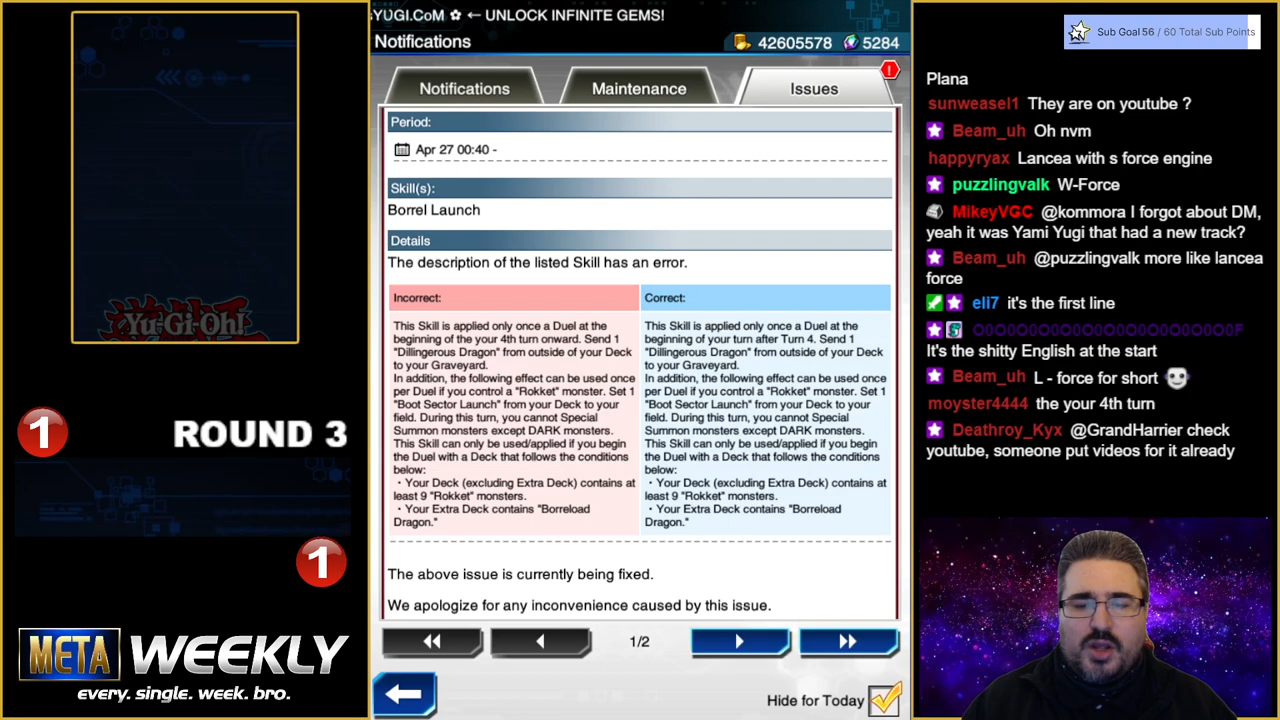 sYUGI.CoM ✿ ← UNLOCK INFINITE GEMS!
Notifications
42605578
5284
Notifications
Maintenance
Issues
!
Period:
Apr 27 00:40 -
Skill(s):
Borrel Launch
Details
The description of the listed Skill has an error.
Incorrect:
This Skill is applied only once a Duel at the
beginning of the your 4th turn onward. Send 1
"Dillingerous Dragon" from outside of your Deck
to your Graveyard.
In addition, the following effect can be used once
per Duel if you control a "Rokket" monster. Set 1
"Boot Sector Launch" from your Deck to your
field. During this turn, you cannot Special
Summon monsters except DARK monsters.
This Skill can only be used/applied if you begin
the Duel with a Deck that follows the conditions
below:
・Your Deck (excluding Extra Deck) contains at
least 9 "Rokket" monsters.
・Your Extra Deck contains "Borreload
Dragon."
Correct:
This Skill is applied only once a Duel at the
beginning of your turn after Turn 4. Send 1
"Dillingerous Dragon" from outside of your Deck
to your Graveyard.
In addition, the following effect can be used once
per Duel if you control a "Rokket" monster. Set 1
"Boot Sector Launch" from your Deck to your
field. During this turn, you cannot Special
Summon monsters except DARK monsters.
This Skill can only be used/applied if you begin
the Duel with a Deck that follows the conditions
below:
・Your Deck (excluding Extra Deck) contains at
least 9 "Rokket" monsters.
・Your Extra Deck contains "Borreload
Dragon."
The above issue is currently being fixed.
We apologize for any inconvenience caused by this issue.
1/2
Hide for Today
Yu-Gi-Oh!
1
ROUND 3
1
META WEEKLY
every. single. week. bro.
Sub Goal 56 / 60 Total Sub Points
Plana
sunweasel1 They are on youtube ?
Beam_uh Oh nvm
happyryax Lancea with s force engine
puzzlingvalk W-Force
MikeyVGC @kommora I forgot about DM,
yeah it was Yami Yugi that had a new track?
Beam_uh @puzzlingvalk more like lancea
force
eli7 it's the first line
It's the shitty English at the start
Beam_uh L - force for short
moyster4444 the your 4th turn
Deathroy_Kyx @GrandHarrier check
youtube, someone put videos for it already